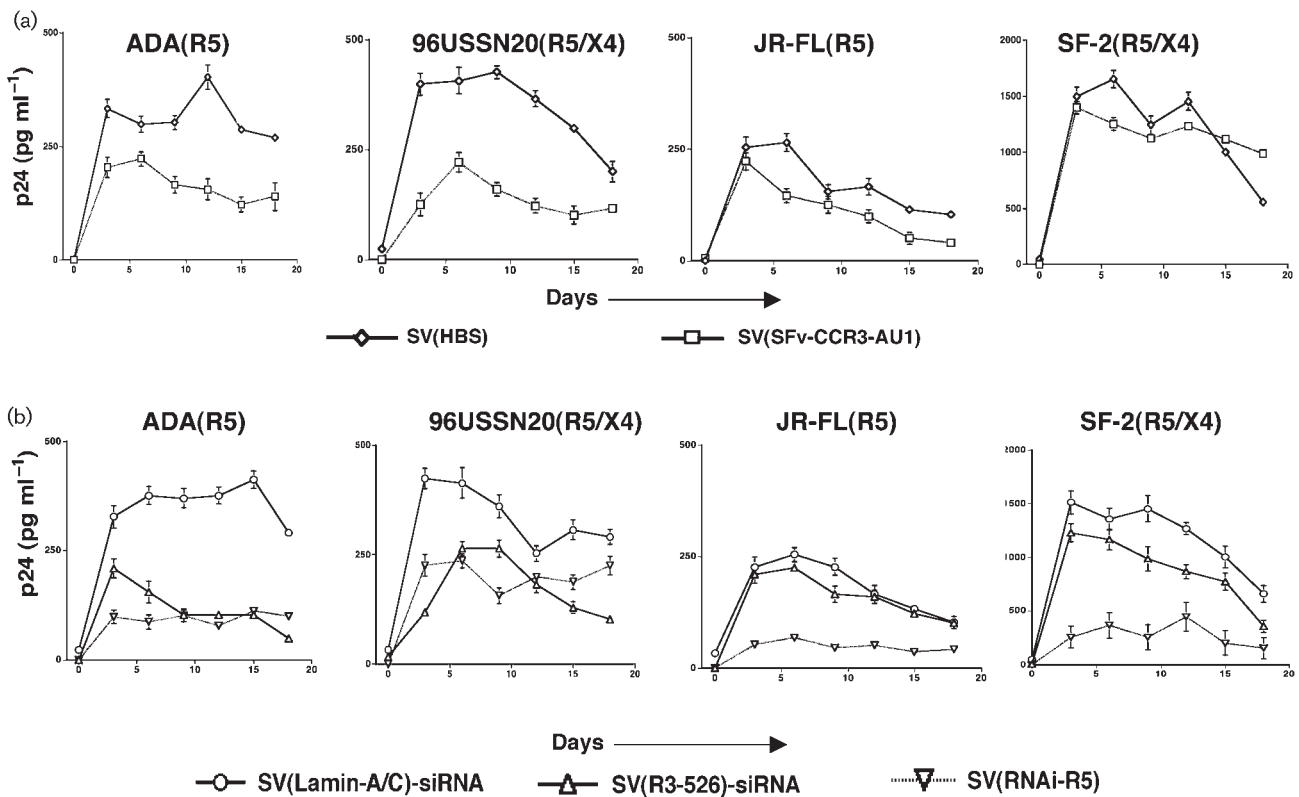 (a)
ADA(R5) 96USSN20(R5/X4) JR-FL(R5) SF-2(R5/X4)
p24 (pg ml⁻¹)
500
250
0
0 5 10 15 20
500
250
0
0 5 10 15 20
500
250
0
0 5 10 15 20
2000
1500
1000
500
0
0 5 10 15 20
Days
SV(HBS) SV(SFv-CCR3-AU1)
(b)
ADA(R5) 96USSN20(R5/X4) JR-FL(R5) SF-2(R5/X4)
p24 (pg ml⁻¹)
500
250
0
0 5 10 15 20
500
250
0
0 5 10 15 20
500
250
0
0 5 10 15 20
2000
1500
1000
500
0
0 5 10 15 20
Days
SV(Lamin-A/C)-siRNA SV(R3-526)-siRNA SV(RNAi-R5)